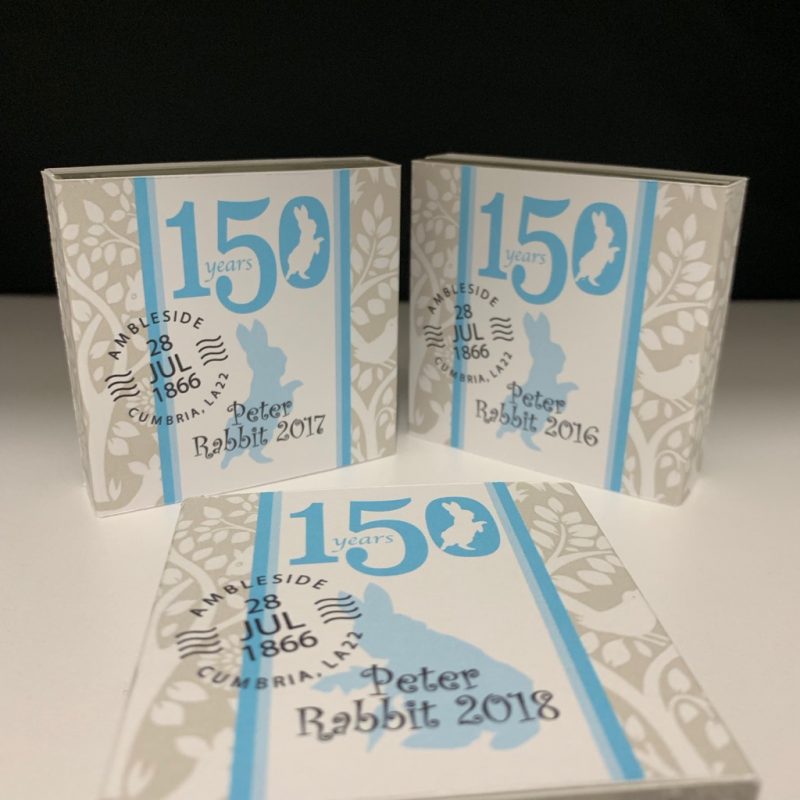 150
years
AMBLESIDE
28
JUL
1866
CUMBRIA, LA22
Peter
Rabbit 2017
150
years
AMBLESIDE
28
JUL
1866
CUMBRIA, LA22
Peter
Rabbit 2016
150
years
AMBLESIDE
28
JUL
1866
CUMBRIA, LA22
Peter
Rabbit 2018